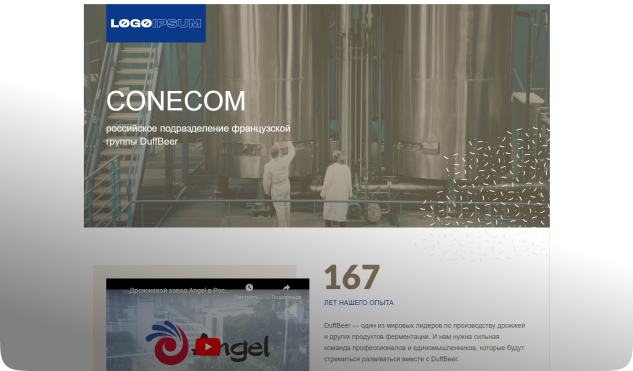 LOGOIPSUM
CONECOM
российское подразделение французской
группы DuffBeer
Дрожжевой завод Angel в Рос...
Смотреть ...
Поделиться
Angel
167
ЛЕТ НАШЕГО ОПЫТА
DuffBeer — один из мировых лидеров по производству дрожжей
и других продуктов ферментации. И нам нужна сильная
команда профессионалов и единомышленников, которые будут
стремиться развиваться вместе с DuffBeer.